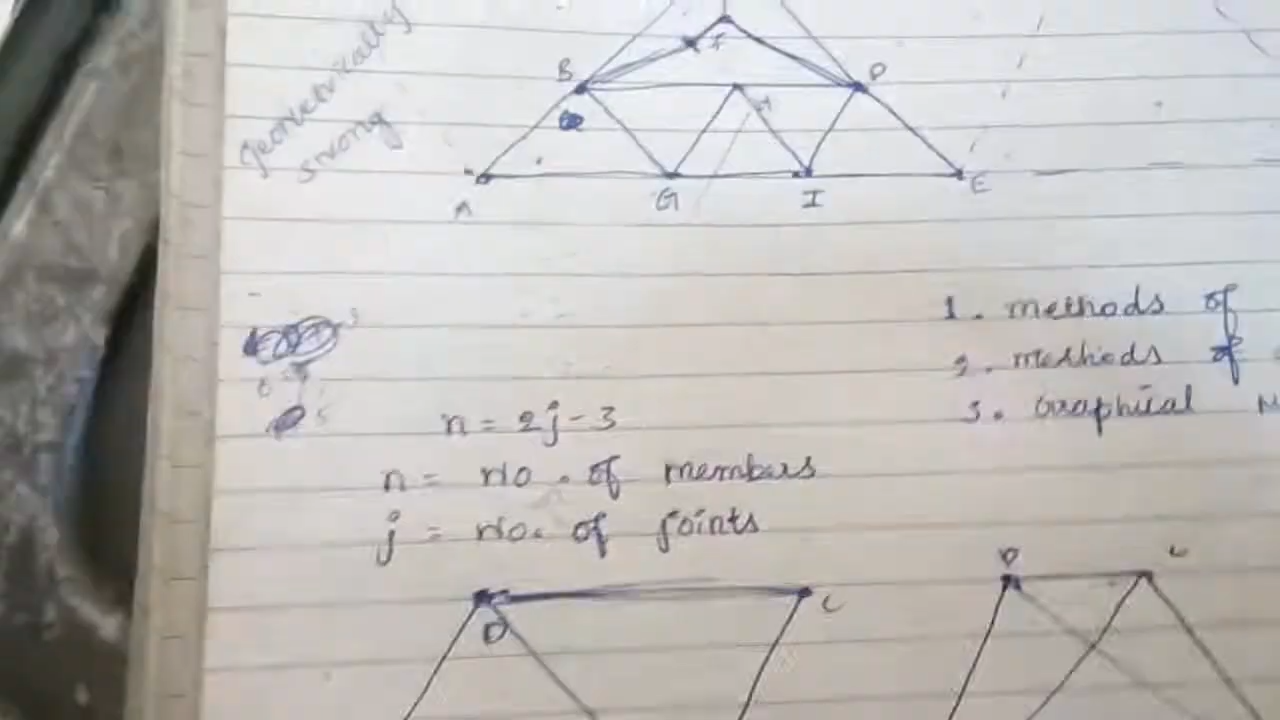 geometrically
strong
F
B
D
H
A
G
I
E
1. methods of
2. methods of
3. Graphical
n = 2j - 3
n = No. of members
j = No. of joints
D
C
D
C